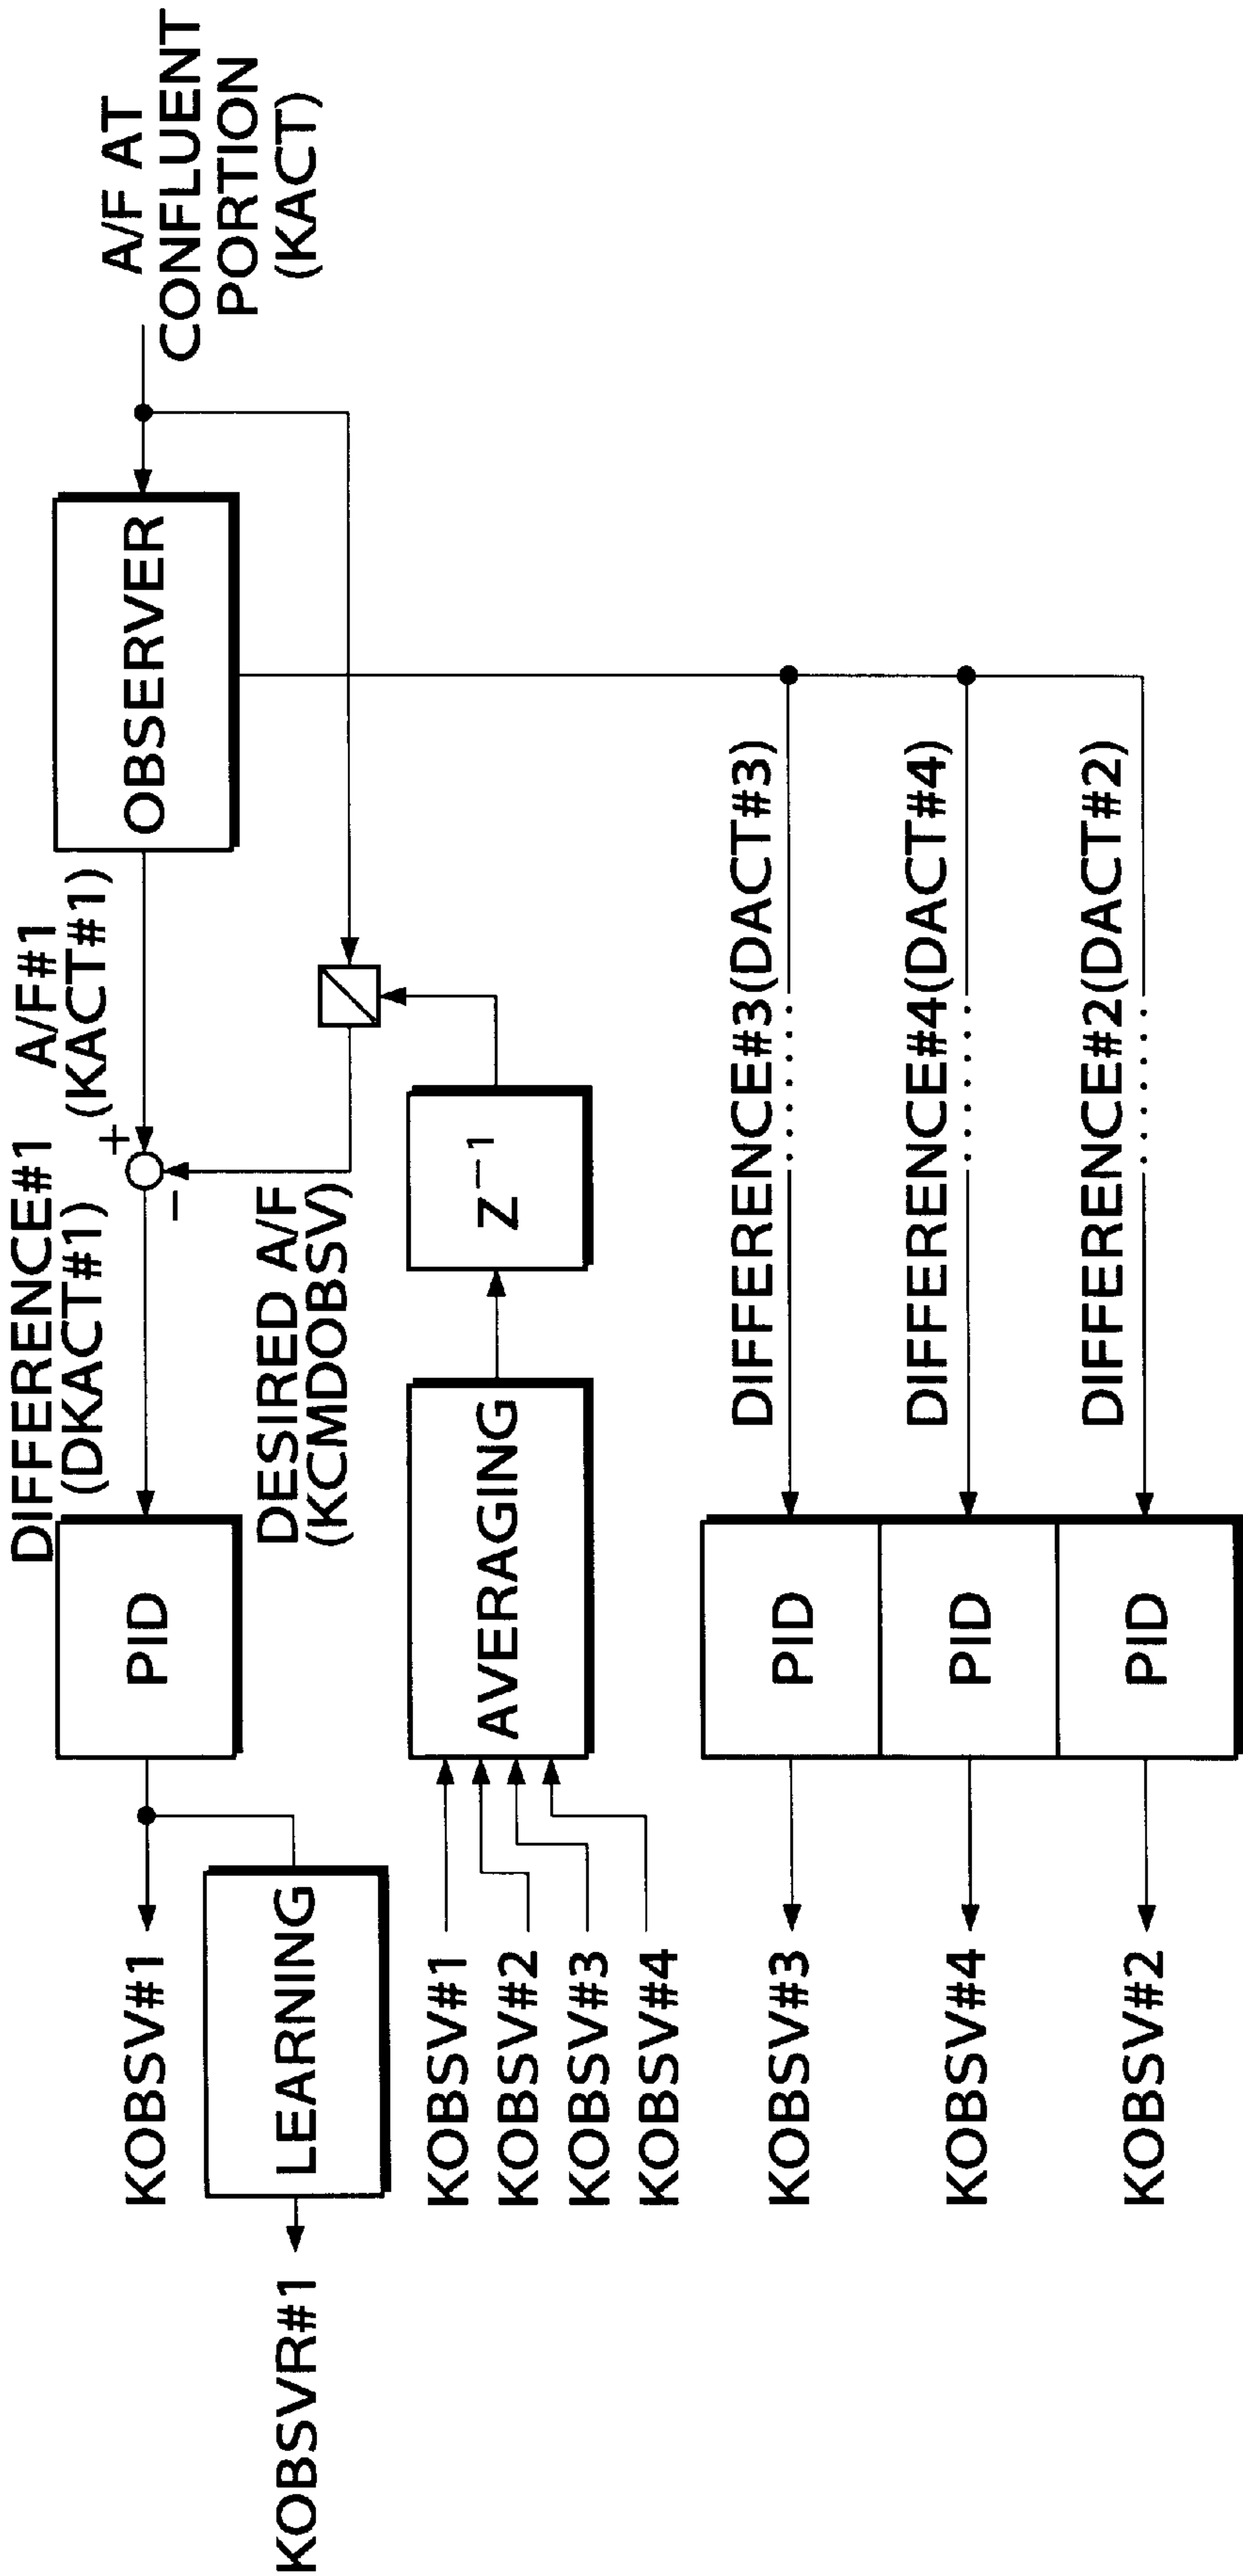 KOBSVR#1
KOBSV#1
LEARNING
PID
DIFFERENCE#1
(DKACT#1)
+
−
A/F#1
(KACT#1)
OBSERVER
A/F AT
CONFLUENT
PORTION
(KACT)
DESIRED A/F
(KCMDOBSV)
KOBSV#1
KOBSV#2
KOBSV#3
KOBSV#4
AVERAGING
Z⁻¹
KOBSV#3
PID
DIFFERENCE#3(DACT#3)
KOBSV#4
PID
DIFFERENCE#4(DACT#4)
KOBSV#2
PID
DIFFERENCE#2(DACT#2)